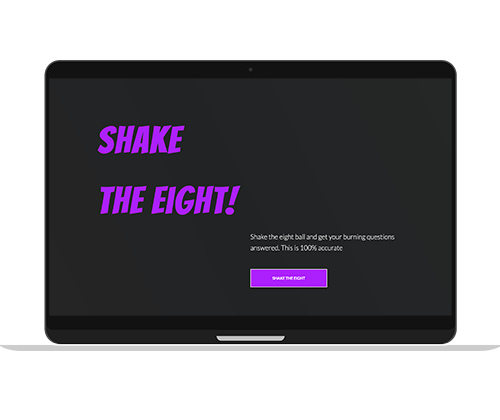 SHAKE
THE EIGHT!
Shake the eight ball and get your burning questions
answered. This is 100% accurate
SHAKE THE EIGHT